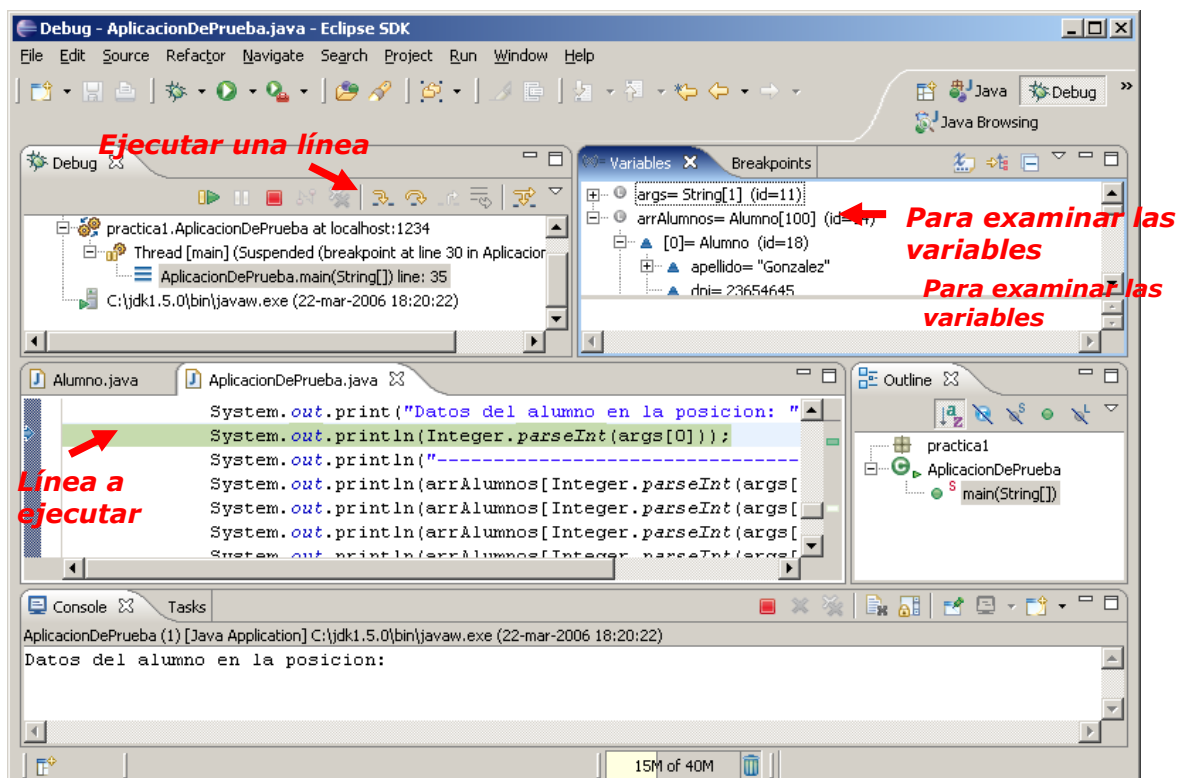 Debug - AplicacionDePrueba.java - Eclipse SDK
File Edit Source Refactor Navigate Search Project Run Window Help
Java Debug »
Java Browsing
Ejecutar una línea
Debug
practica1.AplicacionDePrueba at localhost:1234
Thread [main] (Suspended (breakpoint at line 30 in Aplicacion
AplicacionDePrueba.main(String[]) line: 35
C:\jdk1.5.0\bin\javaw.exe (22-mar-2006 18:20:22)
Variables Breakpoints
args= String[1] (id=11)
arrAlumnos= Alumno[100] (id=
[0]= Alumno (id=18)
apellido= "Gonzalez"
dni= 23654645
Para examinar las
variables
Para examinar las
variables
Alumno.java AplicacionDePrueba.java
System.out.print("Datos del alumno en la posicion: "
System.out.println(Integer.parseInt(args[0]));
System.out.println("---------------------------------
System.out.println(arrAlumnos[Integer.parseInt(args[
System.out.println(arrAlumnos[Integer.parseInt(args[
System.out.println(arrAlumnos[Integer.parseInt(args[
System.out.println(arrAlumnos[Integer.parseInt(args[
Línea a
ejecutar
Outline
practica1
AplicacionDePrueba
main(String[])
Console Tasks
AplicacionDePrueba (1) [Java Application] C:\jdk1.5.0\bin\javaw.exe (22-mar-2006 18:20:22)
Datos del alumno en la posicion:
15M of 40M